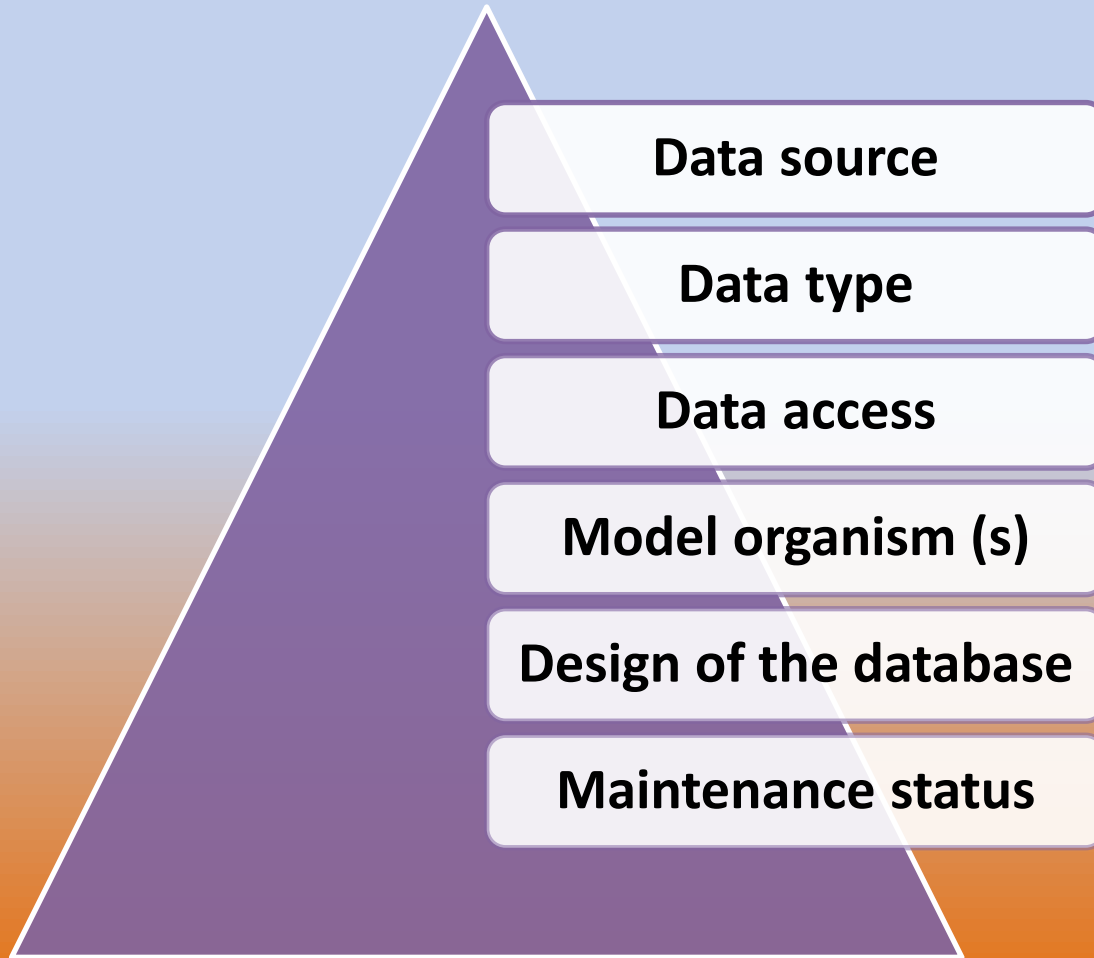 Data source
Data type
Data access
Model organism (s)
Design of the database
Maintenance status